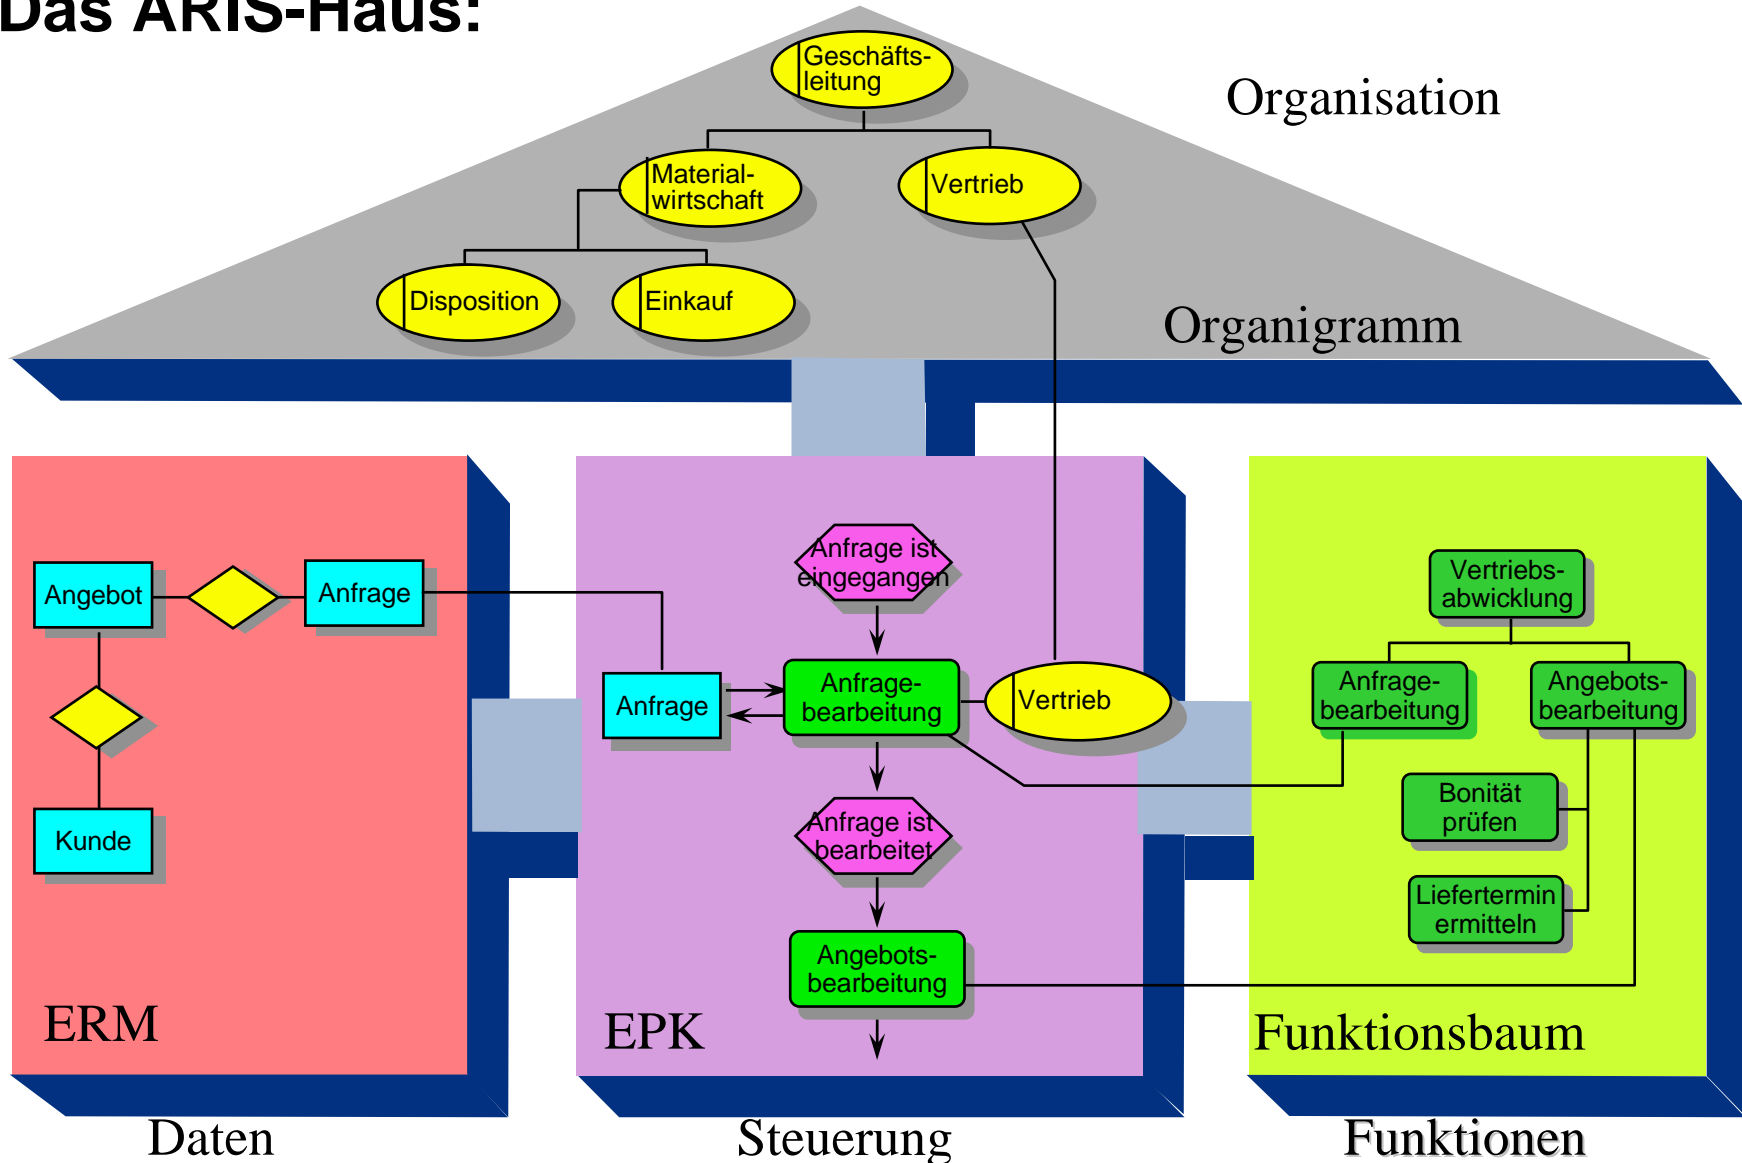 Das ARIS-Haus:
Geschäfts-
leitung
Organisation
Material-
wirtschaft
Vertrieb
Disposition
Einkauf
Organigramm
Angebot
Anfrage
Kunde
ERM
Daten
Anfrage ist
eingegangen
Anfrage
Anfrage-
bearbeitung
Vertrieb
Anfrage ist
bearbeitet
Angebots-
bearbeitung
EPK
Steuerung
Vertriebs-
abwicklung
Anfrage-
bearbeitung
Angebots-
bearbeitung
Bonität
prüfen
Liefertermin
ermitteln
Funktionsbaum
Funktionen